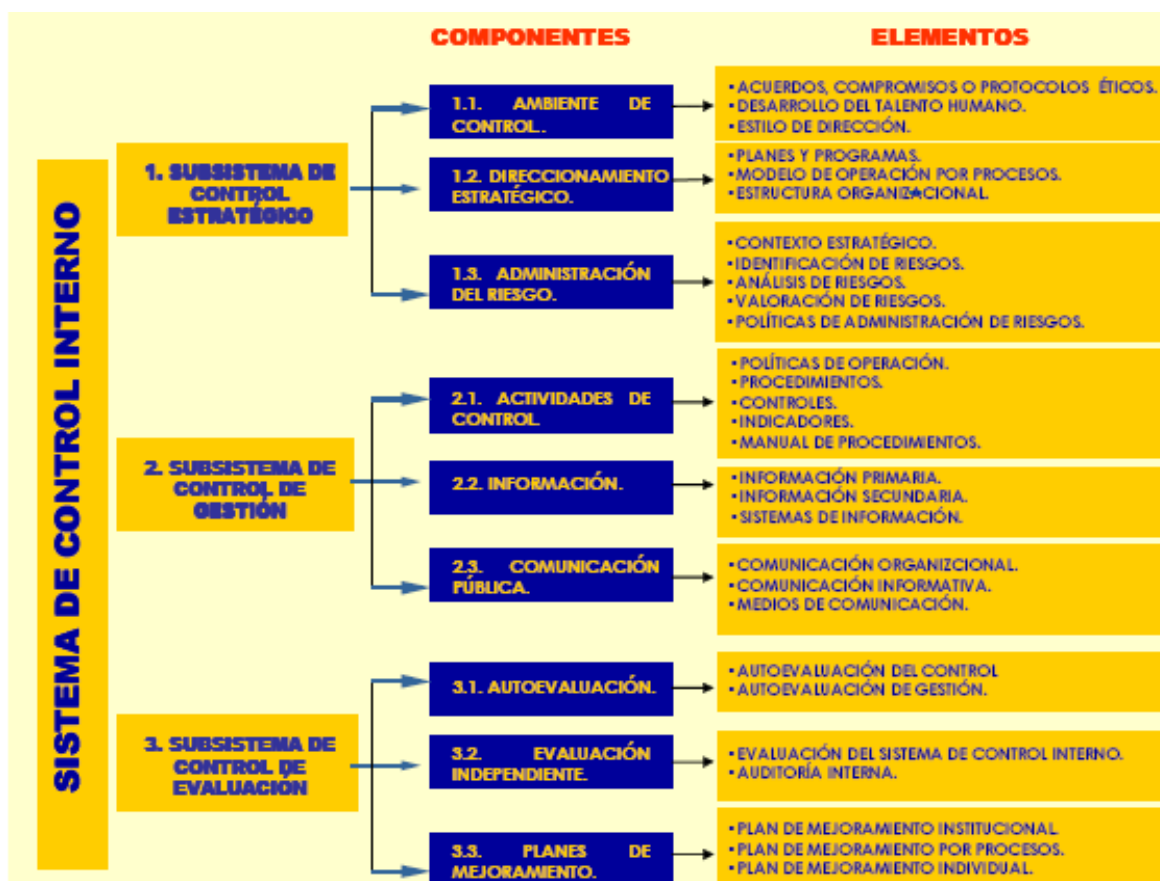 COMPONENTES
ELEMENTOS
SISTEMA DE CONTROL INTERNO
1. SUBSISTEMA DE
CONTROL
ESTRATÉGICO
1.1. AMBIENTE DE
CONTROL.
• ACUERDOS, COMPROMISOS O PROTOCOLOS ÉTICOS.
• DESARROLLO DEL TALENTO HUMANO.
• ESTILO DE DIRECCIÓN.
1.2. DIRECCIONAMIENTO
ESTRATÉGICO.
• PLANES Y PROGRAMAS.
• MODELO DE OPERACIÓN POR PROCESOS.
• ESTRUCTURA ORGANIZACIONAL.
1.3. ADMINISTRACIÓN
DEL RIESGO.
• CONTEXTO ESTRATÉGICO.
• IDENTIFICACIÓN DE RIESGOS.
• ANÁLISIS DE RIESGOS.
• VALORACIÓN DE RIESGOS.
• POLÍTICAS DE ADMINISTRACIÓN DE RIESGOS.
2. SUBSISTEMA DE
CONTROL DE
GESTIÓN
2.1. ACTIVIDADES DE
CONTROL
• POLÍTICAS DE OPERACIÓN.
• PROCEDIMIENTOS.
• CONTROLES.
• INDICADORES.
• MANUAL DE PROCEDIMIENTOS.
2.2. INFORMACIÓN.
• INFORMACIÓN PRIMARIA.
• INFORMACIÓN SECUNDARIA.
• SISTEMAS DE INFORMACIÓN.
2.3. COMUNICACIÓN
PÚBLICA.
• COMUNICACIÓN ORGANIZCIONAL.
• COMUNICACIÓN INFORMATIVA.
• MEDIOS DE COMUNICACIÓN.
3. SUBSISTEMA DE
CONTROL DE
EVALUACIÓN
3.1. AUTOEVALUACIÓN.
• AUTOEVALUACIÓN DEL CONTROL
• AUTOEVALUACIÓN DE GESTIÓN.
3.2. EVALUACIÓN
INDEPENDIENTE.
• EVALUACIÓN DEL SISTEMA DE CONTROL INTERNO.
• AUDITORÍA INTERNA.
3.3. PLANES DE
MEJORAMIENTO.
• PLAN DE MEJORAMIENTO INSTITUCIONAL
• PLAN DE MEJORAMIENTO POR PROCESOS.
• PLAN DE MEJORAMIENTO INDIVIDUAL.